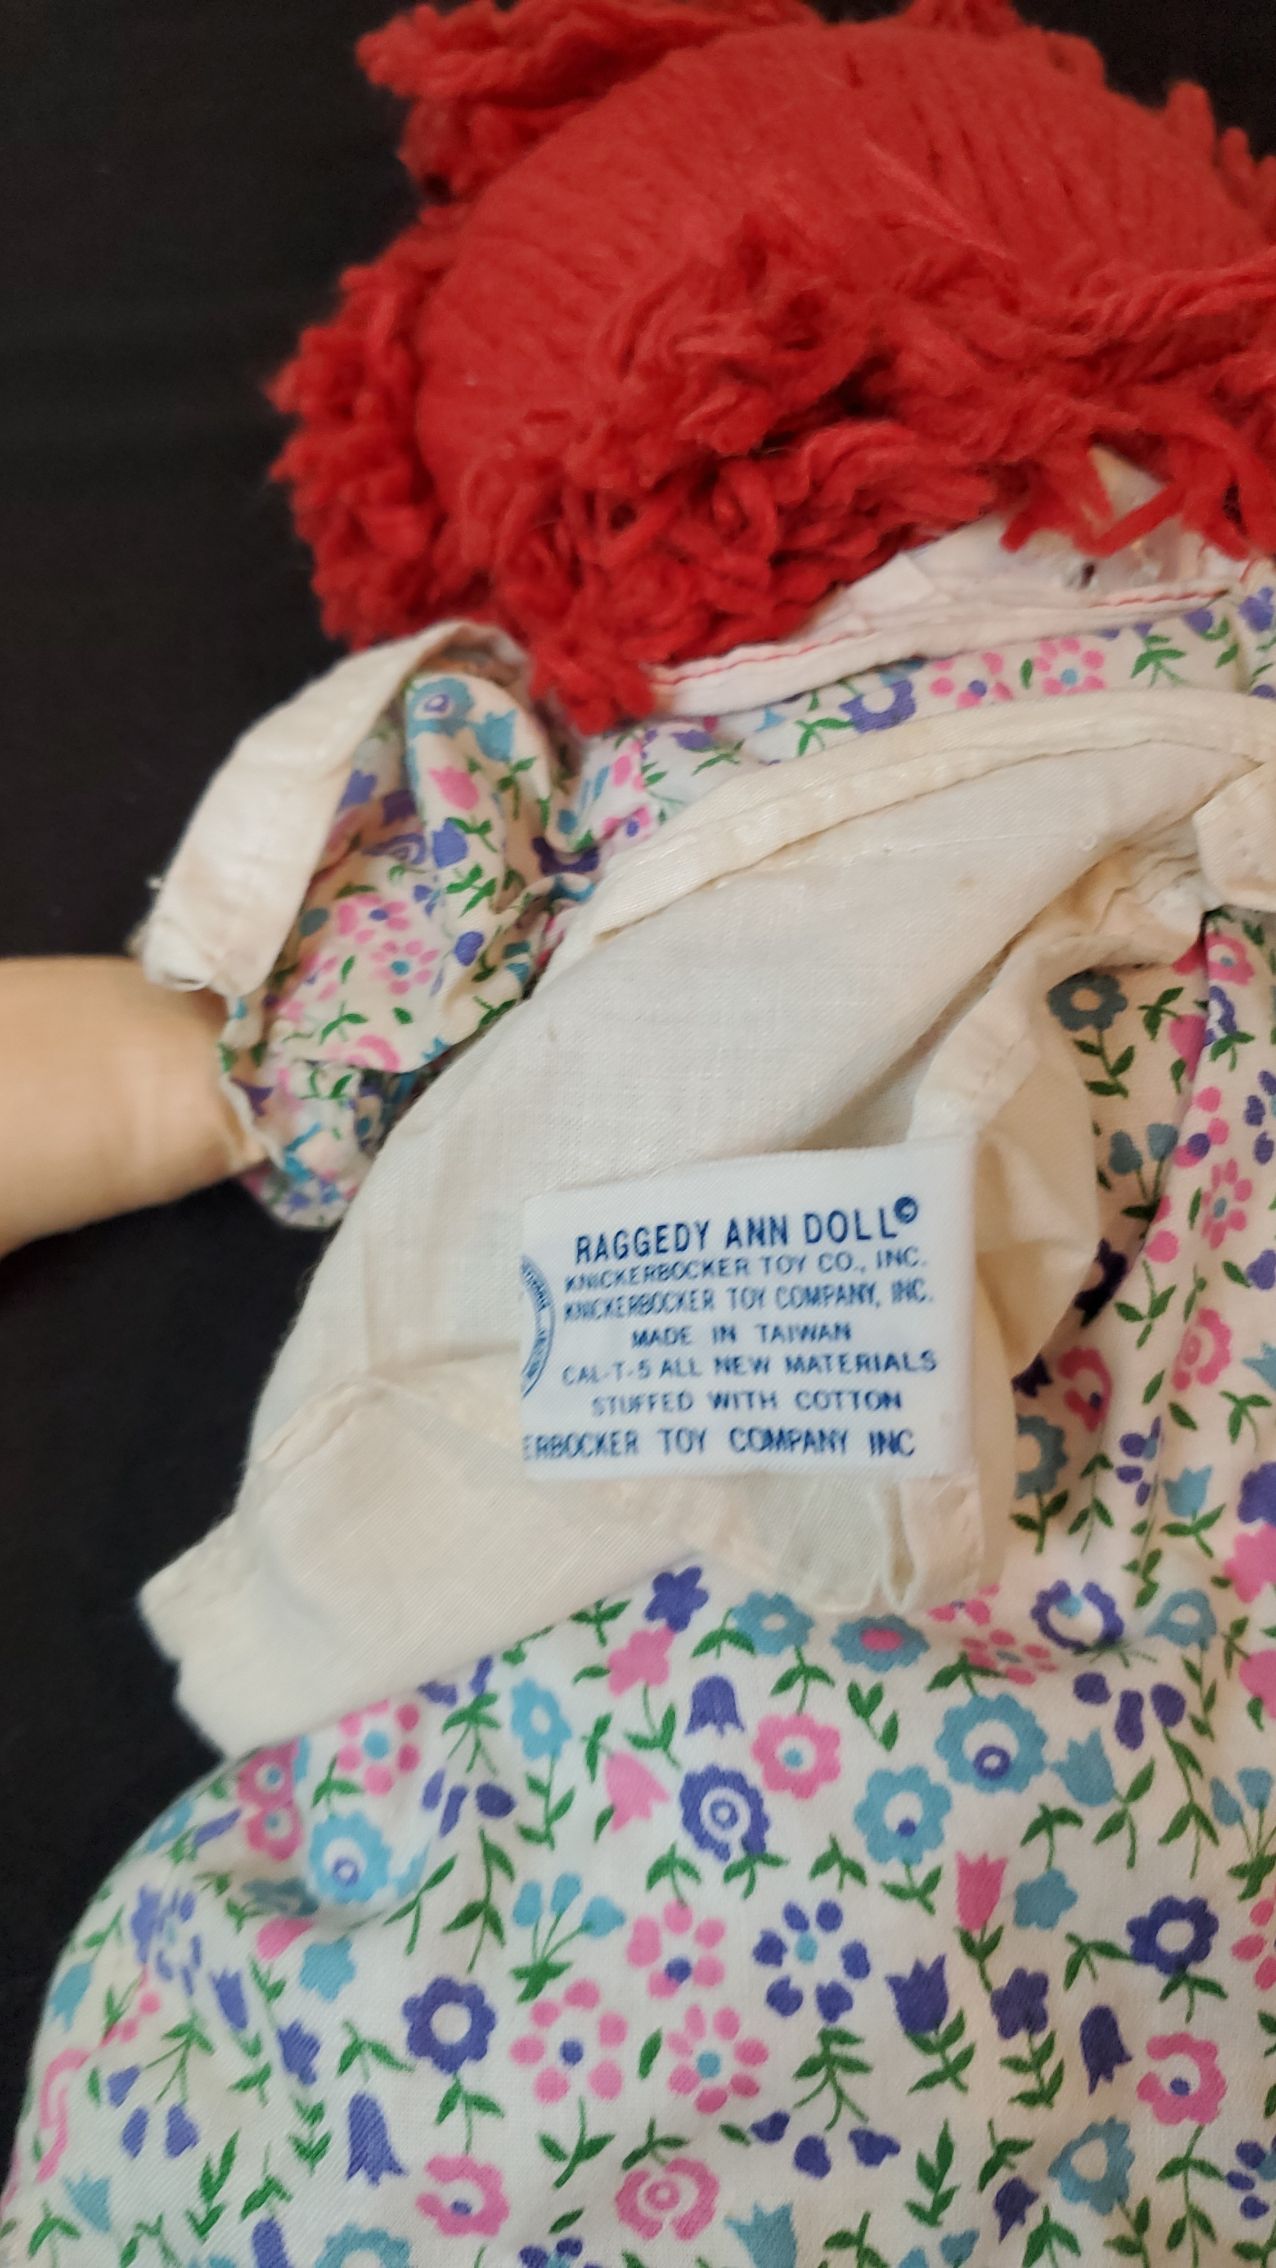 RAGGEDY ANN DOLL©
KNICKERBOCKER TOY CO., INC.
KNICKERBOCKER TOY COMPANY, INC.
MADE IN TAIWAN
CAL-T-5 ALL NEW MATERIALS
STUFFED WITH COTTON
ERBOCKER TOY COMPANY INC